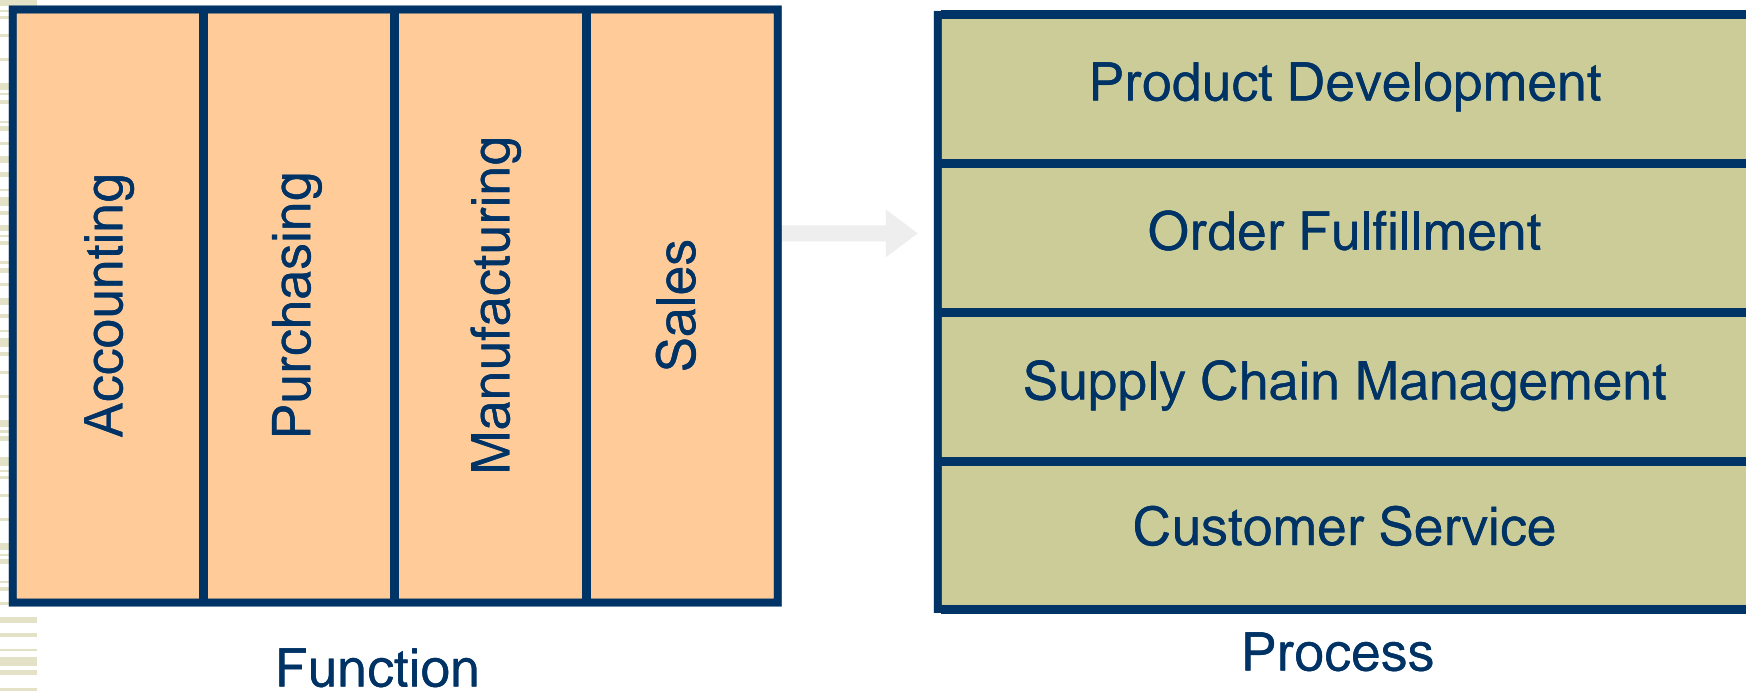 Accounting
Purchasing
Manufacturing
Sales
Function
Product Development
Order Fulfillment
Supply Chain Management
Customer Service
Process